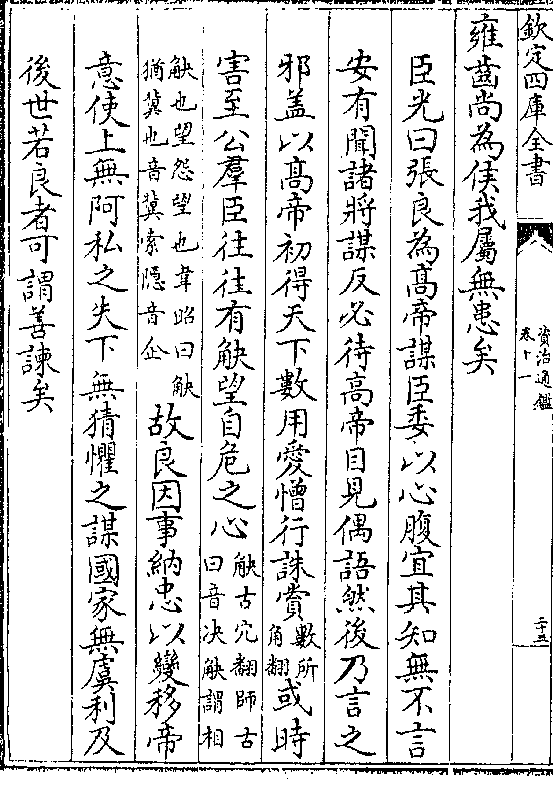 欽定四庫全書
資治通鑑
卷十一
二十五
雍齒尚為侯我屬無患矣
臣光曰張良為髙帝謀臣委以心腹宜其知無不言
安有聞諸將謀反必待髙帝目見偶語然後乃言之
邪盖以髙帝初得天下數用愛憎行誅賞數所角翻或時
害至公羣臣往往有觖望自危之心觖古穴翻師古曰音决觖謂相
觖也望怨望也韋昭曰觖猶冀也音冀索隱音企故良因事納忠以變移帝
意使上無阿私之失下無猜懼之謀國家無虞利及
後世若良者可謂善諫矣